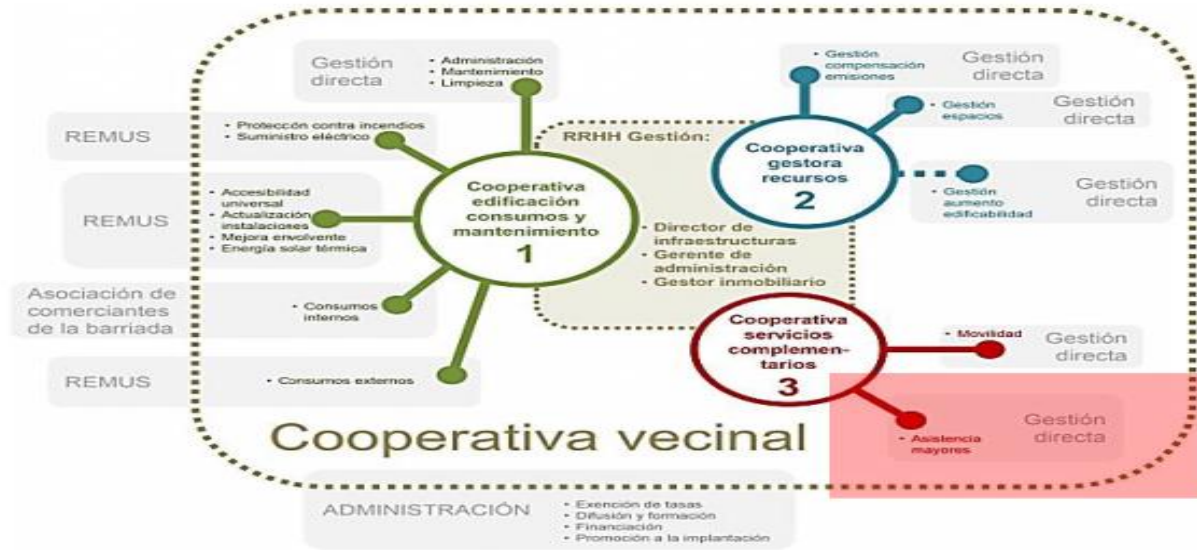 Gestión
directa
• Administración
• Mantenimiento
• Limpieza
REMUS
• Protección contra incendios
• Suministro eléctrico
REMUS
• Accesibilidad
universal
• Actualización
instalaciones
• Mejora envolvente
• Energía solar térmica
Asociación de
comerciantes
de la barriada
• Consumos
internos
REMUS
• Consumos externos
Cooperativa
edificación
consumos y
mantenimiento
1
RRHH Gestión:
• Director de
infraestructuras
• Gerente de
administración
• Gestor inmobiliario
Cooperativa
gestora
recursos
2
• Gestión
compensación
emisiones
Gestión
directa
• Gestión
espacios
Gestión
directa
• Gestión
aumento
edificabilidad
Gestión
directa
Cooperativa
servicios
complemen-
tarios
3
• Movilidad
Gestión
directa
• Asistencia
mayores
Gestión
directa
Cooperativa vecinal
ADMINISTRACIÓN
• Exención de tasas
• Difusión y formación
• Financiación
• Promoción a la implantación